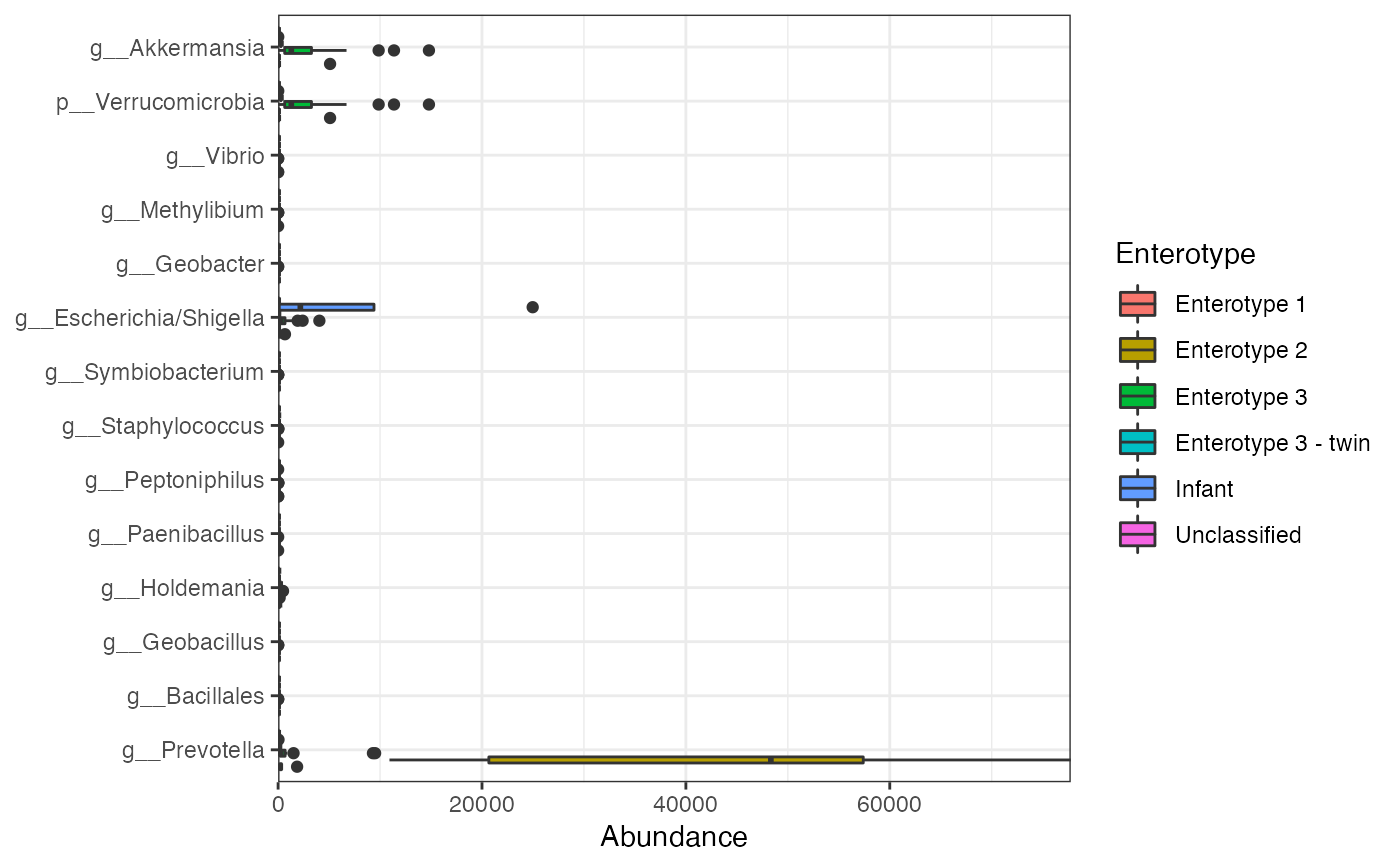 g__Akkermansia
p__Verrucomicrobia
g__Vibrio
g__Methylibium
g__Geobacter
g__Escherichia/Shigella
g__Symbiobacterium
g__Staphylococcus
g__Peptoniphilus
g__Paenibacillus
g__Holdemania
g__Geobacillus
g__Bacillales
g__Prevotella
0 20000 40000 60000
Abundance
Enterotype
Enterotype 1
Enterotype 2
Enterotype 3
Enterotype 3 - twin
Infant
Unclassified